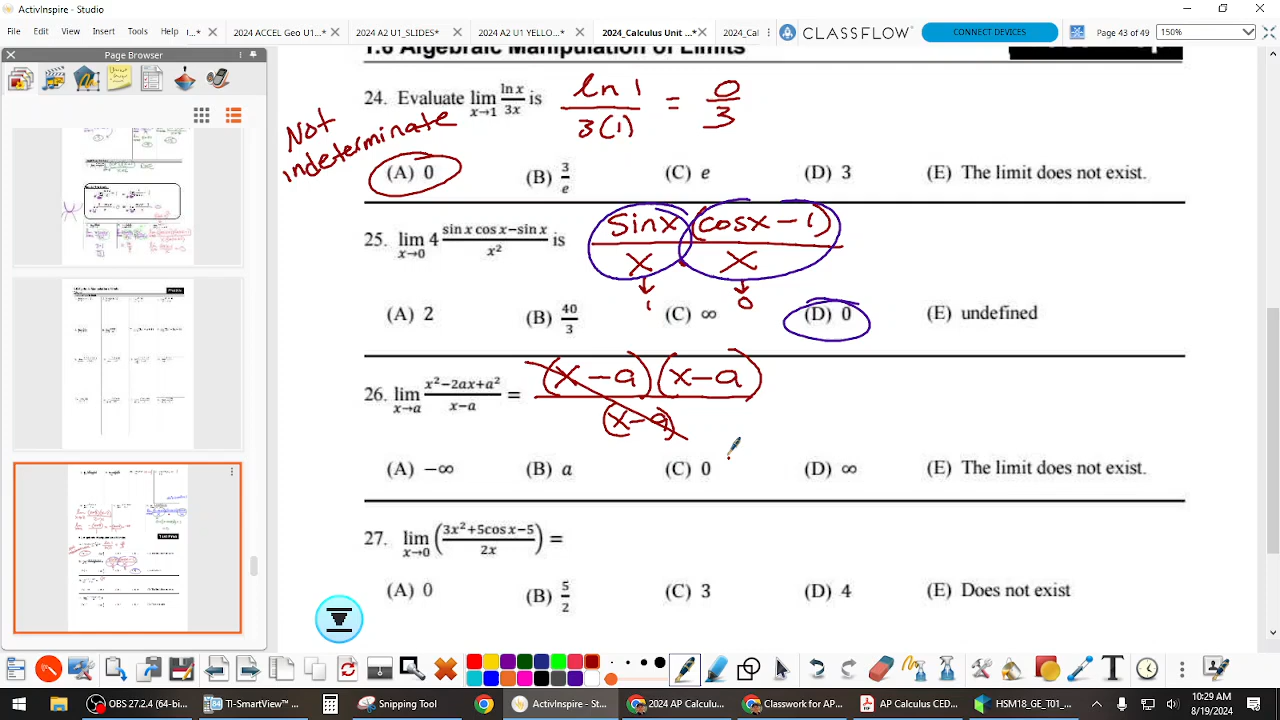 ActivInspire - Studio
File Edit View Insert Tools Help
t... * 2024 ACCEL Geo... * 2024 A2 U1_SLIDES* 2024 A2 U1 YELLO... * 2024_Calculus Unit ...* 2024_Cal
CLASSFLOW CONNECT DEVICES Page 43 of 49 150%
Page Browser
1.6 Algebraic Manipulation of Limits
24. Evaluate lim x→1 ln x / 3x is ln 1 / 3(1) = 0/3
Not indeterminate
(A) 0 (B) 3/e (C) e (D) 3 (E) The limit does not exist.
25. lim x→0 4 sin x cos x−sin x / x² is sinx (cosx − 1) / x · x
1 0
(A) 2 (B) 40/3 (C) ∞ (D) 0 (E) undefined
26. lim x→a x²−2ax+a² / x−a = (x − a)(x − a) / (x − a)
(A) −∞ (B) a (C) 0 (D) ∞ (E) The limit does not exist.
27. lim x→0 (3x²+5cos x−5 / 2x) =
(A) 0 (B) 5/2 (C) 3 (D) 4 (E) Does not exist
OBS 27.2.4 (64-bi... TI-SmartView™ ... Snipping Tool ActivInspire - St... 2024 AP Calculu... Classwork for AP... AP Calculus CED... HSM18_GE_T01_... 10:29 AM
8/19/2024